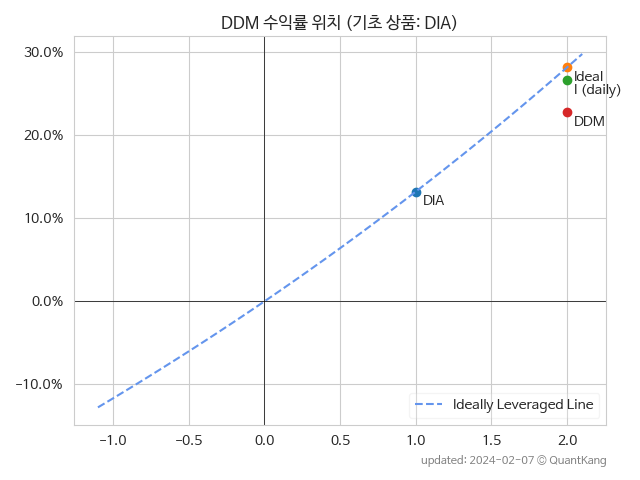 DDM 수익률 위치 (기초 상품: DIA)
30.0%
20.0%
10.0%
0.0%
−10.0%
Ideal
I (daily)
DDM
DIA
Ideally Leveraged Line
−1.0 −0.5 0.0 0.5 1.0 1.5 2.0
updated: 2024-02-07 © QuantKang